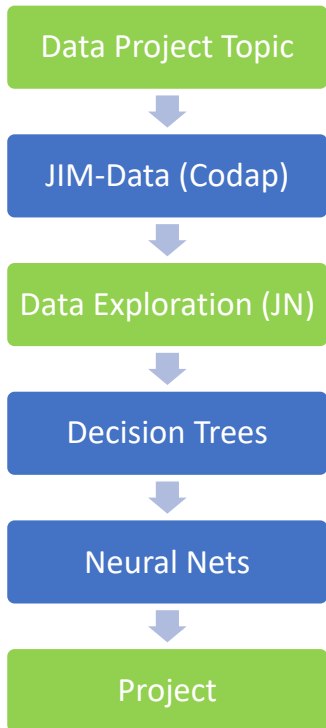 Data Project Topic
JIM-Data (Codap)
Data Exploration (JN)
Decision Trees
Neural Nets
Project